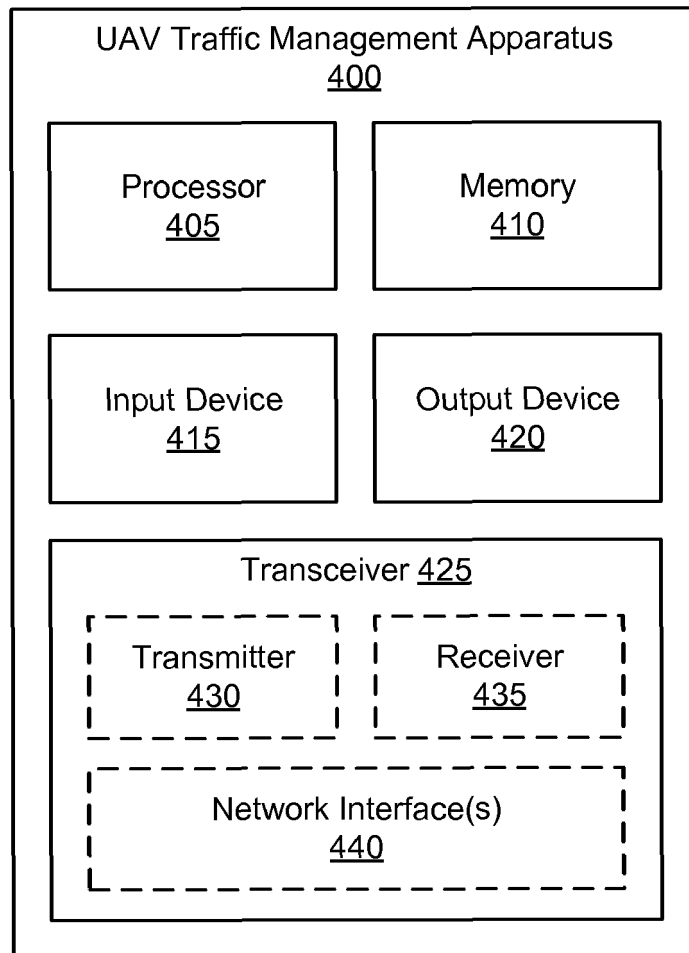 UAV Traffic Management Apparatus
400
Processor
405
Memory
410
Input Device
415
Output Device
420
Transceiver 425
Transmitter
430
Receiver
435
Network Interface(s)
440